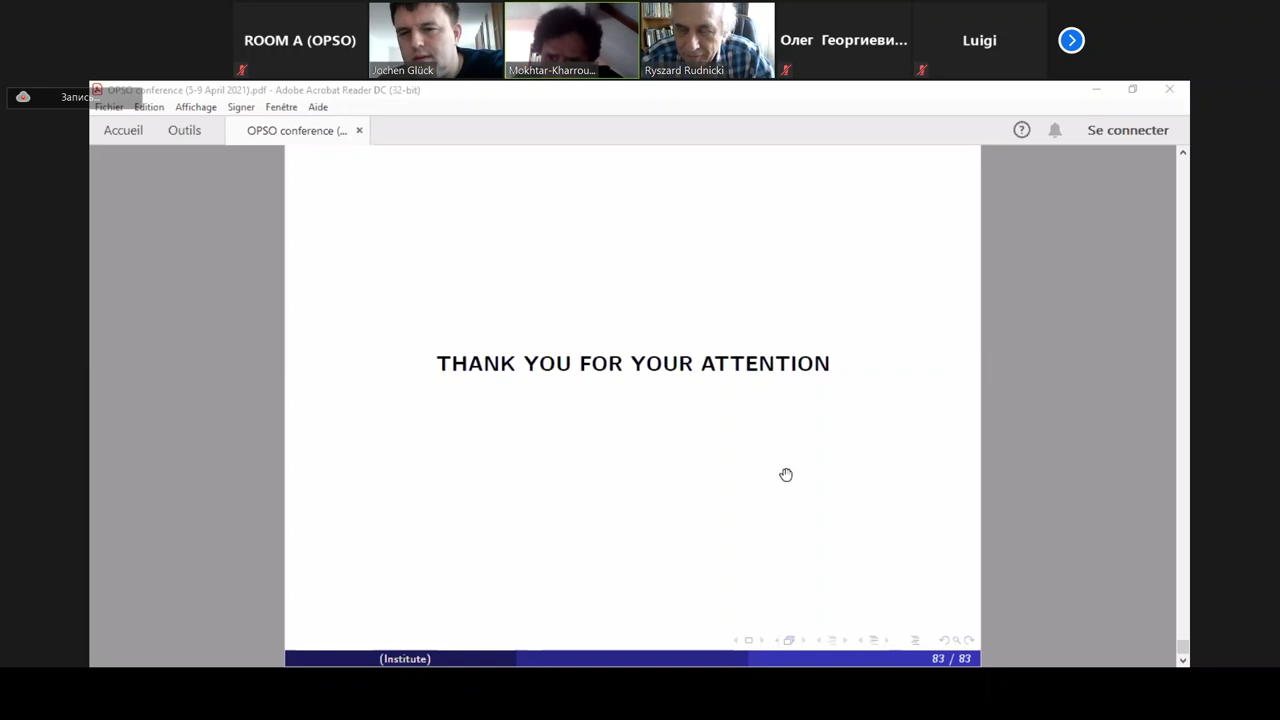 ROOM A (OPSO)
Jochen Glück
Mokhtar-Kharrou...
Ryszard Rudnicki
Олег Георгиеви...
Luigi
Запись...
OPSO conference (5-9 April 2021).pdf - Adobe Acrobat Reader DC (32-bit)
Fichier Edition Affichage Signer Fenêtre Aide
Accueil Outils OPSO conference (... × Se connecter
THANK YOU FOR YOUR ATTENTION
(Institute) 83 / 83